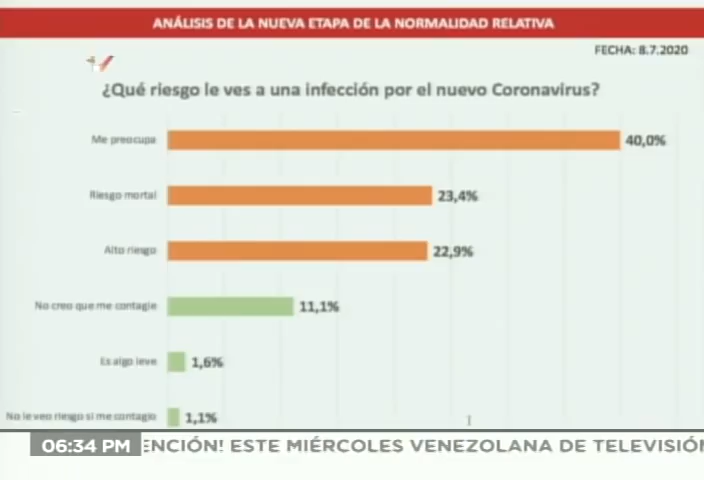 ANÁLISIS DE LA NUEVA ETAPA DE LA NORMALIDAD RELATIVA
FECHA: 8.7.2020
¿Qué riesgo le ves a una infección por el nuevo Coronavirus?
Me preocupa 40,0%
Riesgo mortal 23,4%
Alto riesgo 22,9%
No creo que me contagie 11,1%
Es algo leve 1,6%
No le veo riesgo si me contagio 1,1%
06:34 PM ENCIÓN! ESTE MIÉRCOLES VENEZOLANA DE TELEVISIÓN